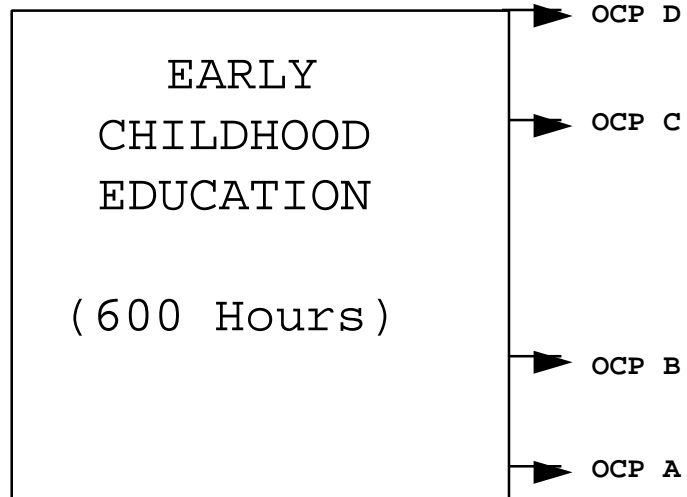 OCP D
EARLY
CHILDHOOD
OCP C
EDUCATION
(600 Hours)
OCP B
OCP A